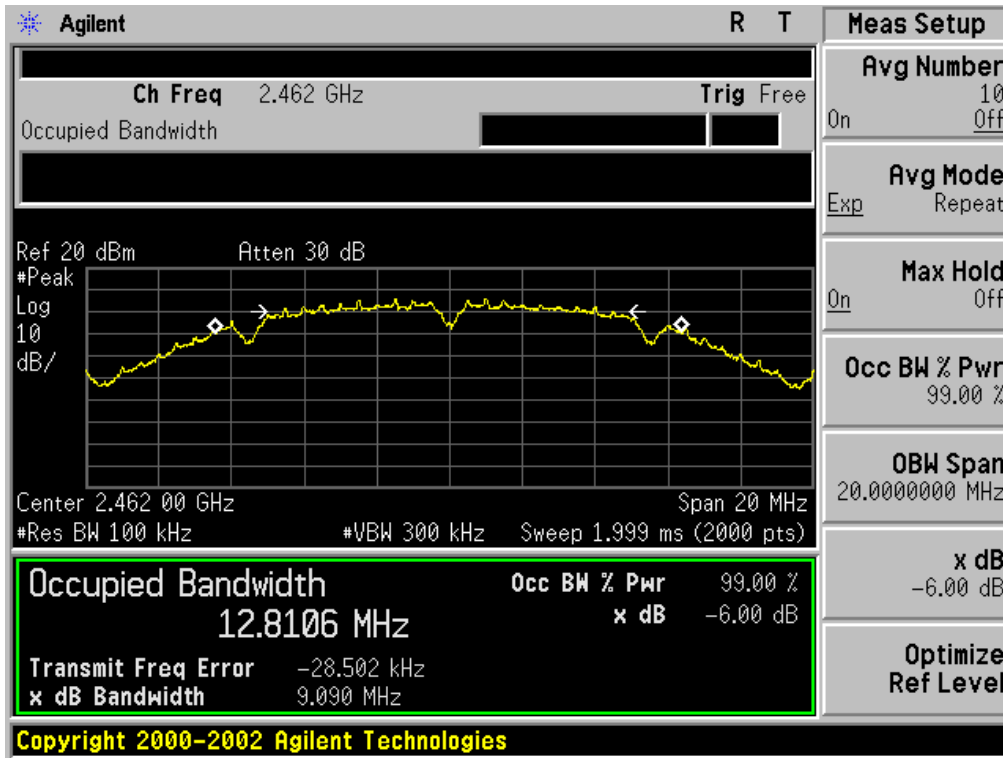 Agilent R T
Ch Freq 2.462 GHz Trig Free
Occupied Bandwidth
Ref 20 dBm Atten 30 dB
#Peak
Log
10
dB/
Center 2.462 00 GHz Span 20 MHz
#Res BW 100 kHz #VBW 300 kHz Sweep 1.999 ms (2000 pts)
Occupied Bandwidth
12.8106 MHz
Occ BW % Pwr 99.00 %
x dB -6.00 dB
Transmit Freq Error -28.502 kHz
x dB Bandwidth 9.090 MHz
Copyright 2000-2002 Agilent Technologies
Meas Setup
Avg Number
10
On Off
Avg Mode
Exp Repeat
Max Hold
On Off
Occ BW % Pwr
99.00 %
OBW Span
20.0000000 MHz
x dB
-6.00 dB
Optimize
Ref Level